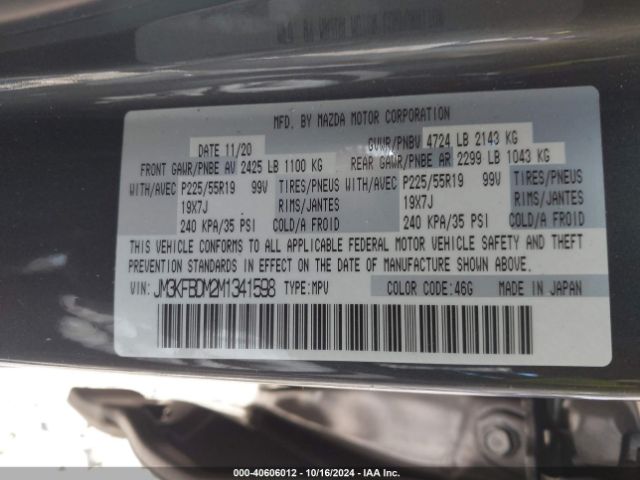 MFD. BY MAZDA MOTOR CORPORATION
DATE 11/20 GVWR/PNBV 4724 LB 2143 KG
FRONT GAWR/PNBE AV 2425 LB 1100 KG REAR GAWR/PNBE AR 2299 LB 1043 KG
WITH/AVEC P225/55R19 99V TIRES/PNEUS WITH/AVEC P225/55R19 99V TIRES/PNEUS
19X7J RIMS/JANTES 19X7J RIMS/JANTES
240 KPA/35 PSI COLD/A FROID 240 KPA/35 PSI COLD/A FROID
THIS VEHICLE CONFORMS TO ALL APPLICABLE FEDERAL MOTOR VEHICLE SAFETY AND THEFT
PREVENTION STANDARDS IN EFFECT ON THE DATE OF MANUFACTURE SHOWN ABOVE.
VIN: JM3KFBDM2M1341598 TYPE:MPV COLOR CODE:46G MADE IN JAPAN
000-40606012 - 10/16/2024 - IAA Inc.